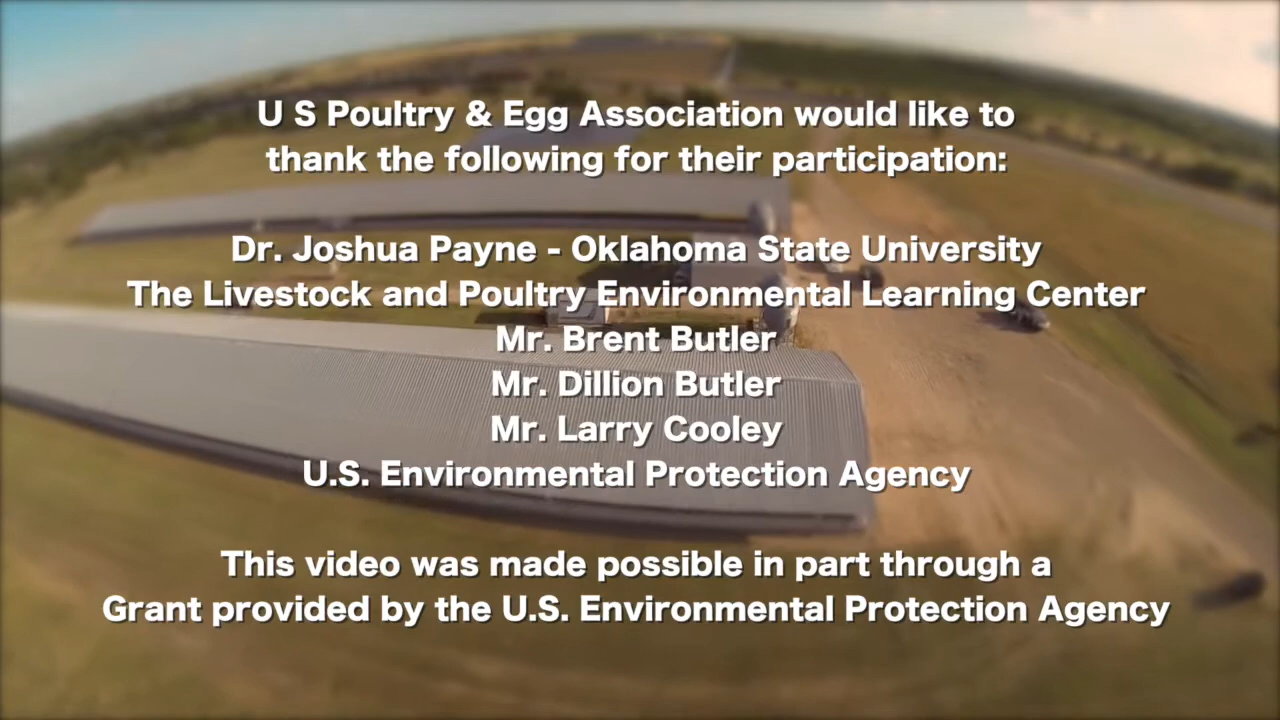 U S Poultry & Egg Association would like to
thank the following for their participation:
Dr. Joshua Payne - Oklahoma State University
The Livestock and Poultry Environmental Learning Center
Mr. Brent Butler
Mr. Dillion Butler
Mr. Larry Cooley
U.S. Environmental Protection Agency
This video was made possible in part through a
Grant provided by the U.S. Environmental Protection Agency